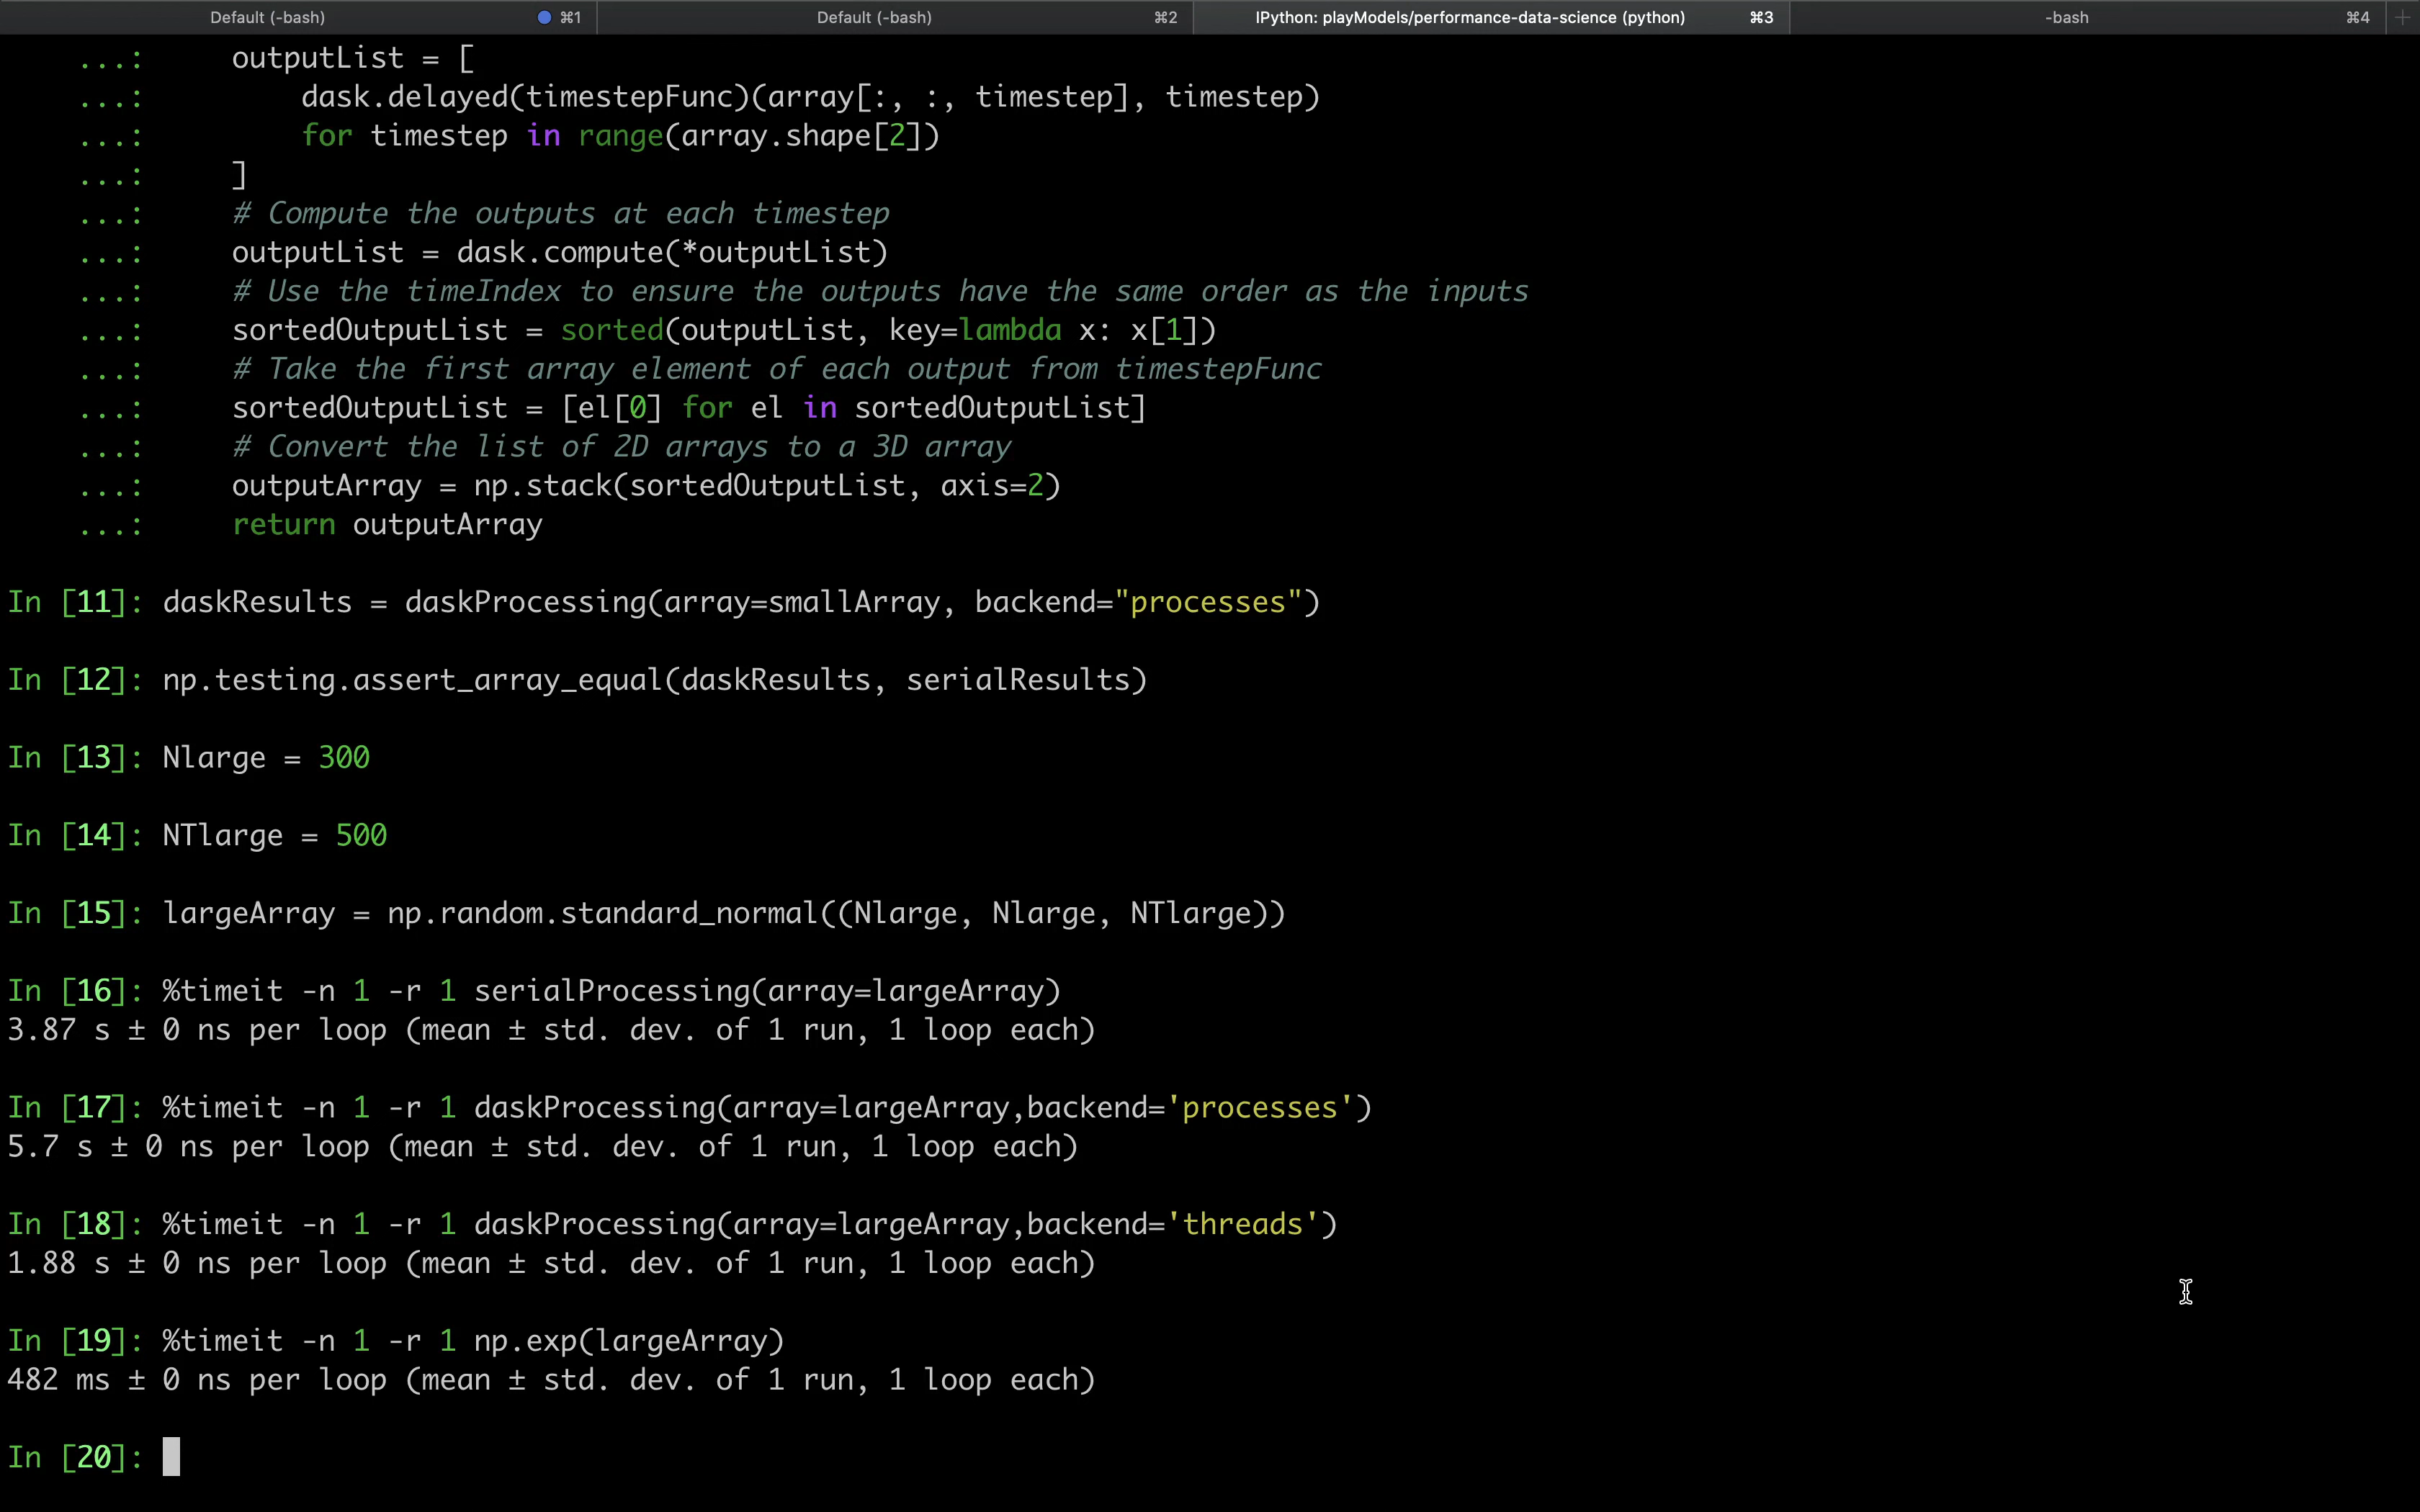 Default (-bash) ⌘1 Default (-bash) ⌘2 IPython: playModels/performance-data-science (python) ⌘3 -bash ⌘4 +
...:     outputList = [
...:         dask.delayed(timestepFunc)(array[:, :, timestep], timestep)
...:         for timestep in range(array.shape[2])
...:     ]
...:     # Compute the outputs at each timestep
...:     outputList = dask.compute(*outputList)
...:     # Use the timeIndex to ensure the outputs have the same order as the inputs
...:     sortedOutputList = sorted(outputList, key=lambda x: x[1])
...:     # Take the first array element of each output from timestepFunc
...:     sortedOutputList = [el[0] for el in sortedOutputList]
...:     # Convert the list of 2D arrays to a 3D array
...:     outputArray = np.stack(sortedOutputList, axis=2)
...:     return outputArray
In [11]: daskResults = daskProcessing(array=smallArray, backend="processes")
In [12]: np.testing.assert_array_equal(daskResults, serialResults)
In [13]: Nlarge = 300
In [14]: NTlarge = 500
In [15]: largeArray = np.random.standard_normal((Nlarge, Nlarge, NTlarge))
In [16]: %timeit -n 1 -r 1 serialProcessing(array=largeArray)
3.87 s ± 0 ns per loop (mean ± std. dev. of 1 run, 1 loop each)
In [17]: %timeit -n 1 -r 1 daskProcessing(array=largeArray,backend='processes')
5.7 s ± 0 ns per loop (mean ± std. dev. of 1 run, 1 loop each)
In [18]: %timeit -n 1 -r 1 daskProcessing(array=largeArray,backend='threads')
1.88 s ± 0 ns per loop (mean ± std. dev. of 1 run, 1 loop each)
In [19]: %timeit -n 1 -r 1 np.exp(largeArray)
482 ms ± 0 ns per loop (mean ± std. dev. of 1 run, 1 loop each)
In [20]: